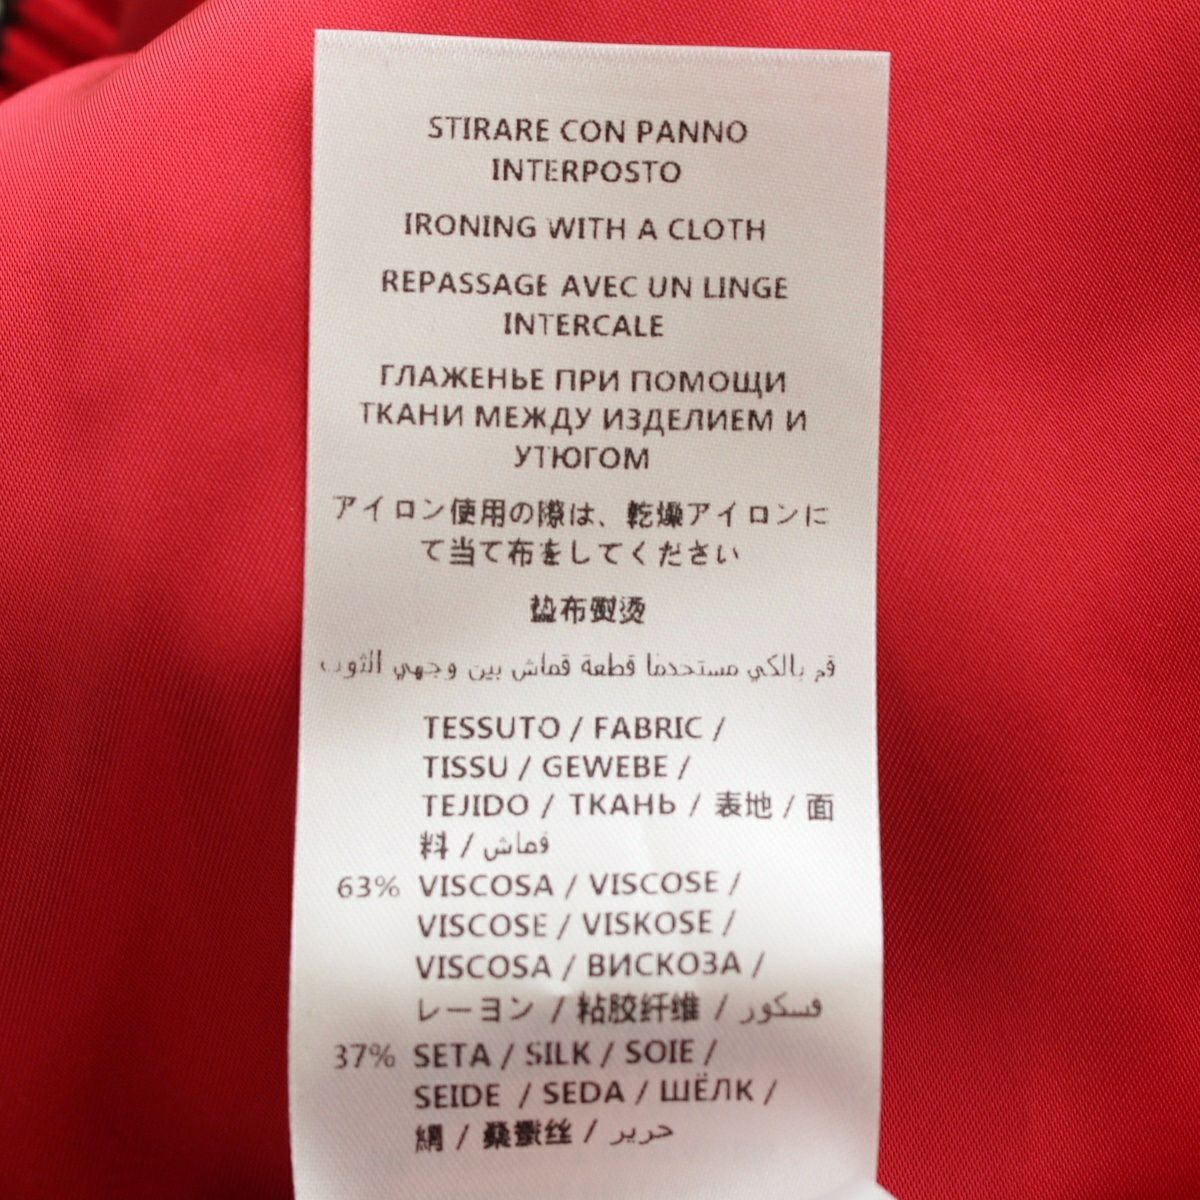 STIRARE CON PANNO
INTERPOSTO
IRONING WITH A CLOTH
REPASSAGE AVEC UN LINGE
INTERCALE
ГЛАЖЕНЬЕ ПРИ ПОМОЩИ
ТКАНИ МЕЖДУ ИЗДЕЛИЕМ И
УТЮГОМ
アイロン使用の際は、乾燥アイロンに
て当て布をしてください
垫布熨烫
قم بالكي مستخدما قطعة قماش بين وجهي الثوب
TESSUTO / FABRIC /
TISSU / GEWEBE /
TEJIDO / ТКАНЬ / 表地 / 面
料 / قماش
63% VISCOSA / VISCOSE /
VISCOSE / VISKOSE /
VISCOSA / ВИСКОЗА /
レーヨン / 粘胶纤维 / فسكوز
37% SETA / SILK / SOIE /
SEIDE / SEDA / ШЁЛК /
絹 / 桑蚕丝 / حرير